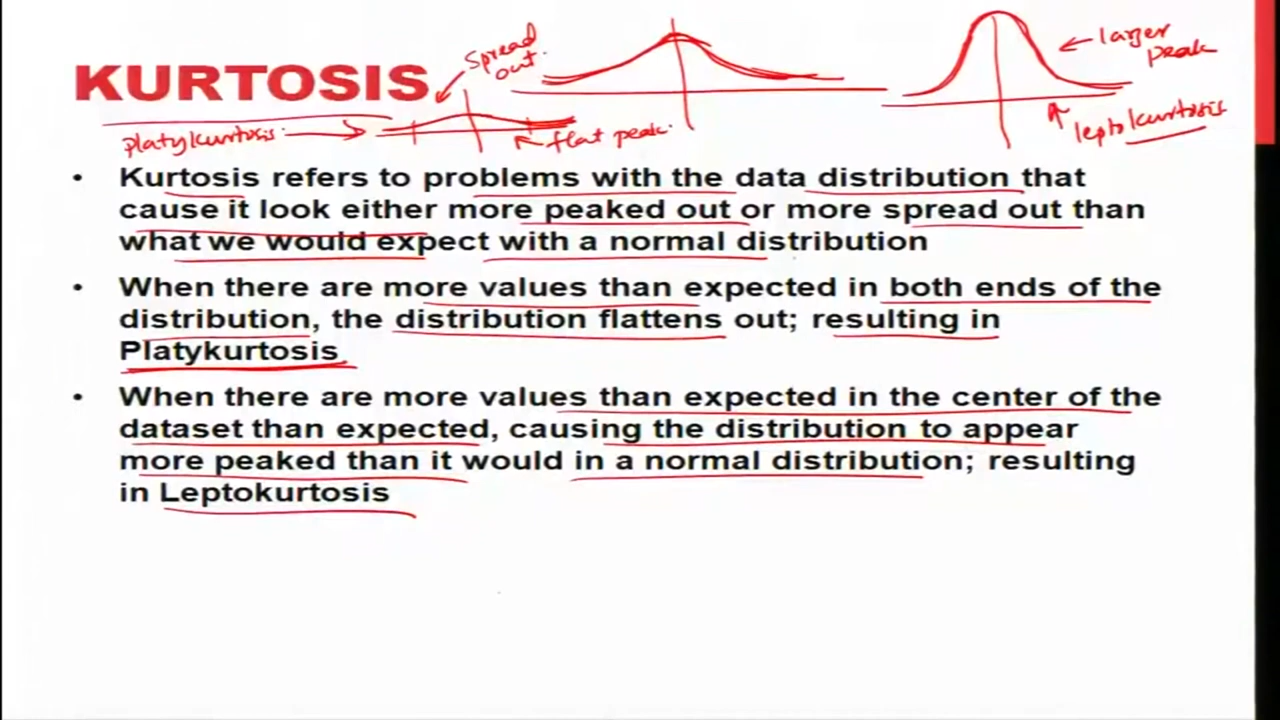 spread
out.
larger
peak
KURTOSIS
platykurtosis
flat peak.
leptokurtosis
• Kurtosis refers to problems with the data distribution that
cause it look either more peaked out or more spread out than
what we would expect with a normal distribution
• When there are more values than expected in both ends of the
distribution, the distribution flattens out; resulting in
Platykurtosis
• When there are more values than expected in the center of the
dataset than expected, causing the distribution to appear
more peaked than it would in a normal distribution; resulting
in Leptokurtosis